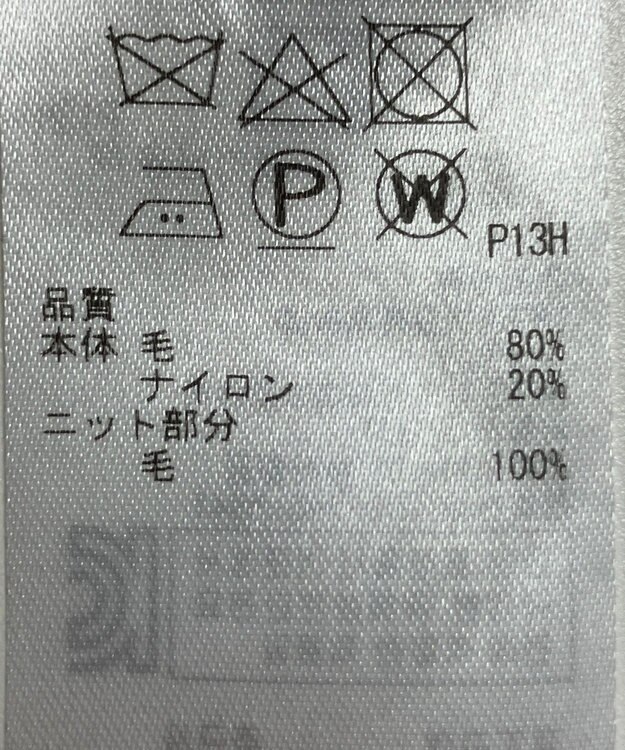 P W P13H
品質
本体 毛 80%
ナイロン 20%
ニット部分
毛 100%